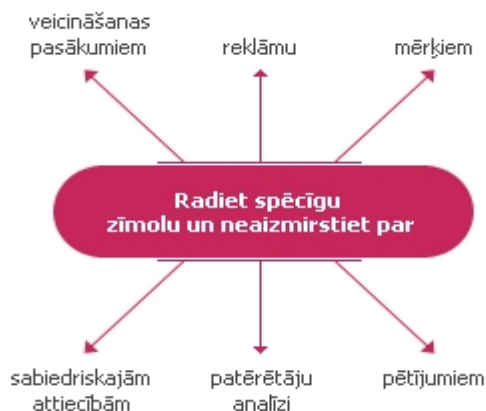 veicināšanas
pasākumiem
reklāmu
mērķiem
Radiet spēcīgu
zīmolu un neaizmirstiet par
sabiedriskajām
attiecībām
patērētāju
analīzi
pētījumiem